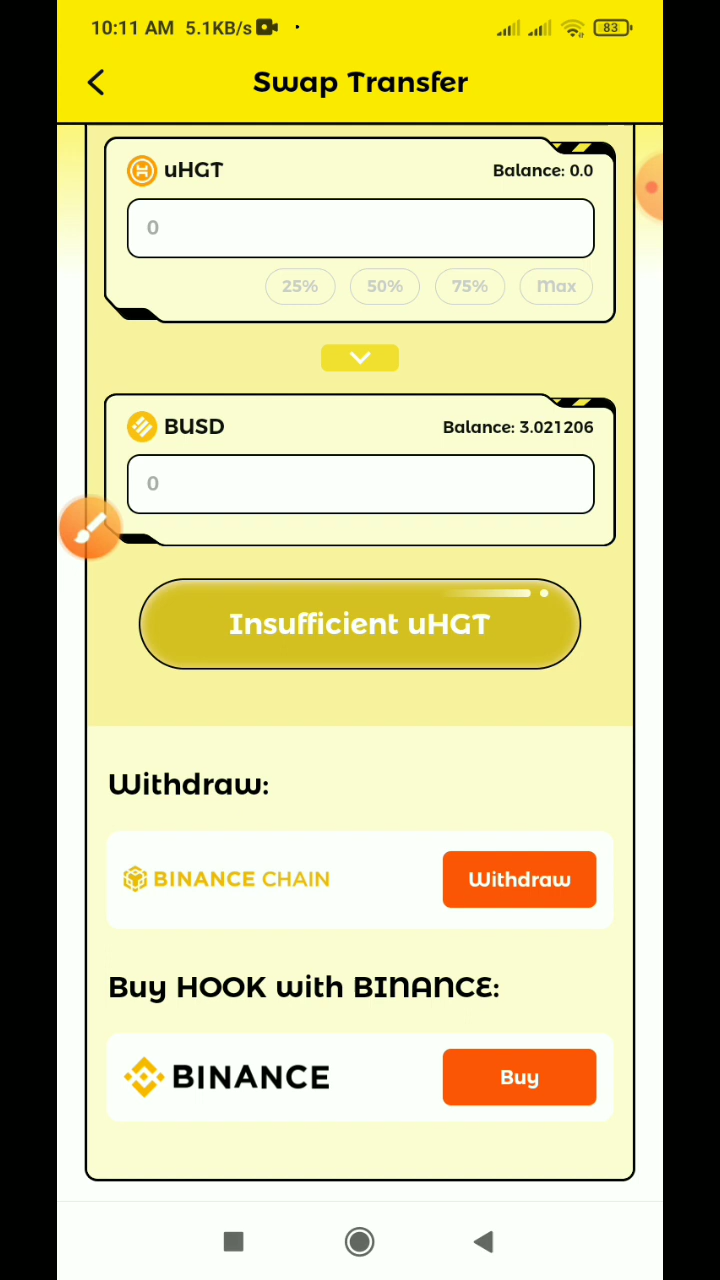 10:11 AM 5.1KB/s 83
Swap Transfer
uHGT Balance: 0.0
0
25% 50% 75% Max
BUSD Balance: 3.021206
0
Insufficient uHGT
Withdraw:
BINANCE CHAIN Withdraw
Buy HOOK with BINANCE:
BINANCE Buy